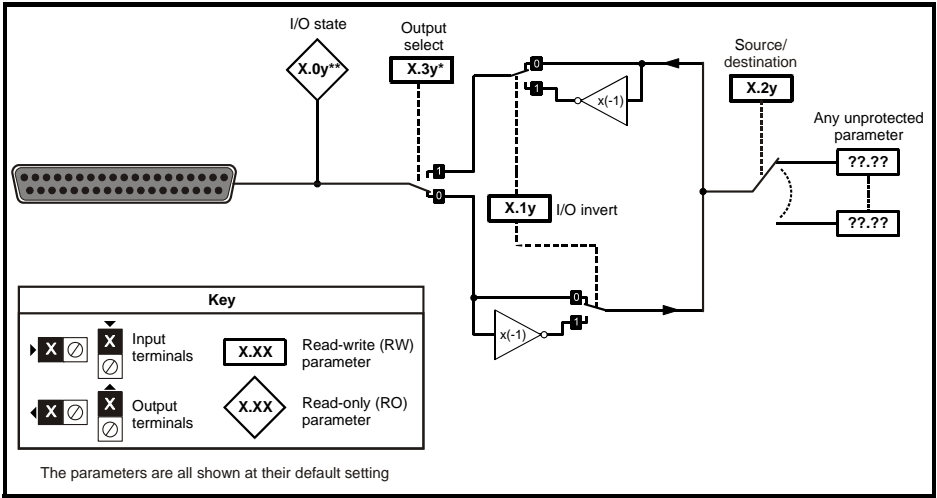 I/O state
X.0y**
Output
select
X.3y*
0
1
x(-1)
Source/
destination
X.2y
Any unprotected
parameter
??.??
??.??
1
0
X.1y
I/O invert
0
1
x(-1)
Key
X
X
Input
terminals
X.XX
Read-write (RW)
parameter
X
X
Output
terminals
X.XX
Read-only (RO)
parameter
The parameters are all shown at their default setting